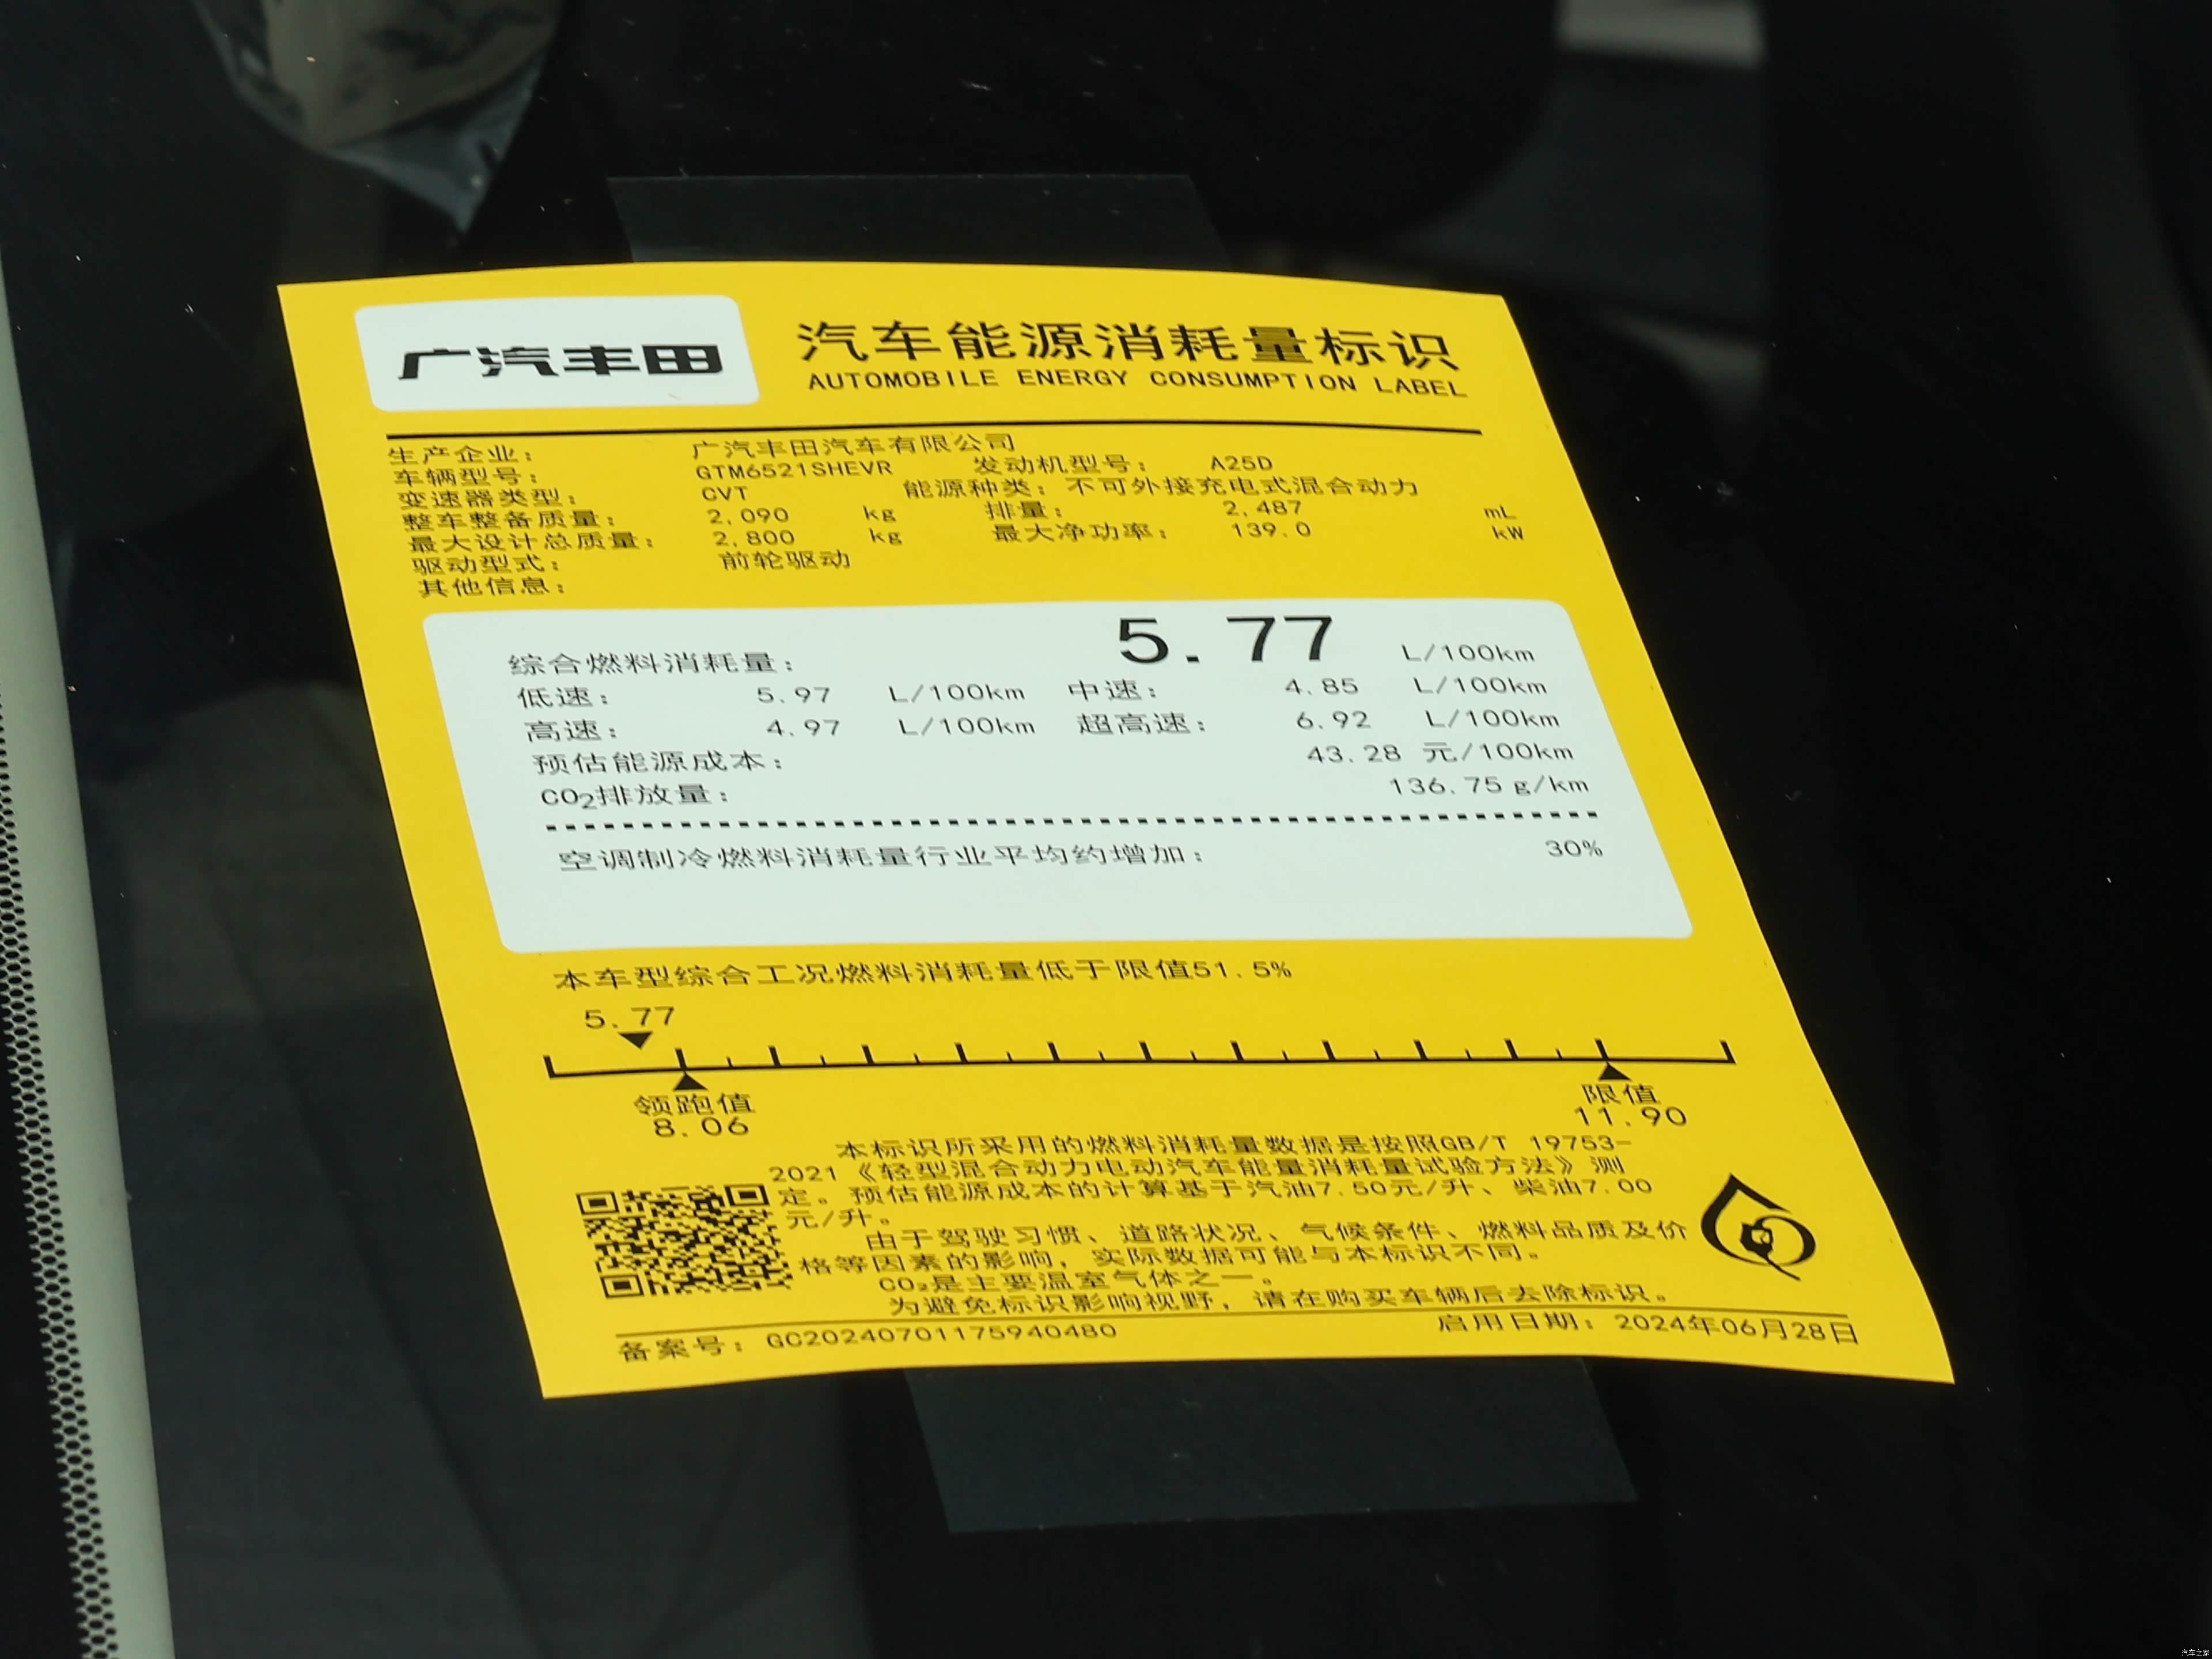 广汽丰田
汽车能源消耗量标识
AUTOMOBILE ENERGY CONSUMPTION LABEL
生产企业： 广汽丰田汽车有限公司
车辆型号： GTM6521SHEVR 发动机型号： A25D
变速器类型： CVT 能源种类：不可外接充电式混合动力
整车整备质量： 2,090 kg 排量： 2,487 mL
最大设计总质量： 2,800 kg 最大净功率： 139.0 kW
驱动型式： 前轮驱动
其他信息：
综合燃料消耗量： 5.77 L/100km
低速： 5.97 L/100km 中速： 4.85 L/100km
高速： 4.97 L/100km 超高速： 6.92 L/100km
预估能源成本： 43.28 元/100km
CO₂排放量： 136.75 g/km
空调制冷燃料消耗量行业平均约增加： 30%
本车型综合工况燃料消耗量低于限值51.5%
5.77
领跑值 限值
8.06 11.90
本标识所采用的燃料消耗量数据是按照GB/T 19753-
2021《轻型混合动力电动汽车能量消耗量试验方法》测
定。预估能源成本的计算基于汽油7.50元/升、柴油7.00
元/升。
由于驾驶习惯、道路状况、气候条件、燃料品质及价
格等因素的影响，实际数据可能与本标识不同。
CO₂是主要温室气体之一。
为避免标识影响视野，请在购买车辆后去除标识。
备案号：GC20240701175940480 启用日期：2024年06月28日
汽车之家